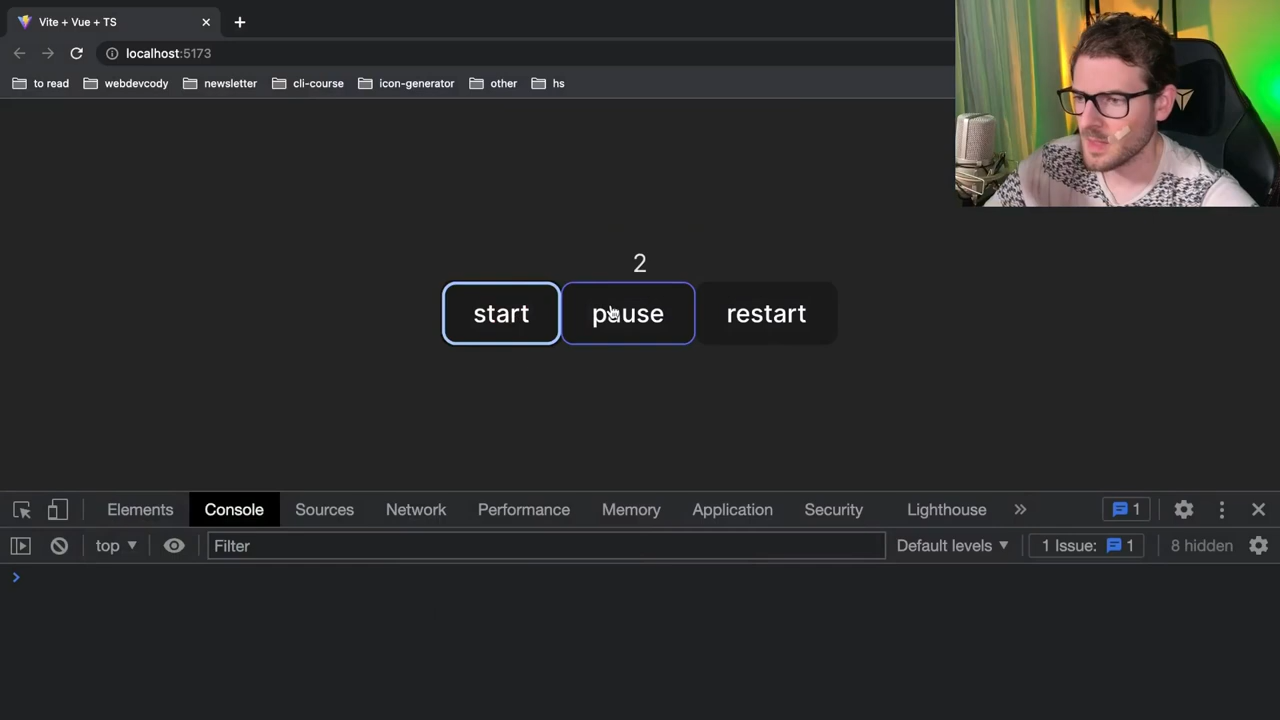 Vite + Vue + TS
localhost:5173
to read webdevcody newsletter cli-course icon-generator other hs
2
start pause restart
Elements Console Sources Network Performance Memory Application Security Lighthouse 1
top Filter Default levels 1 Issue: 1 8 hidden